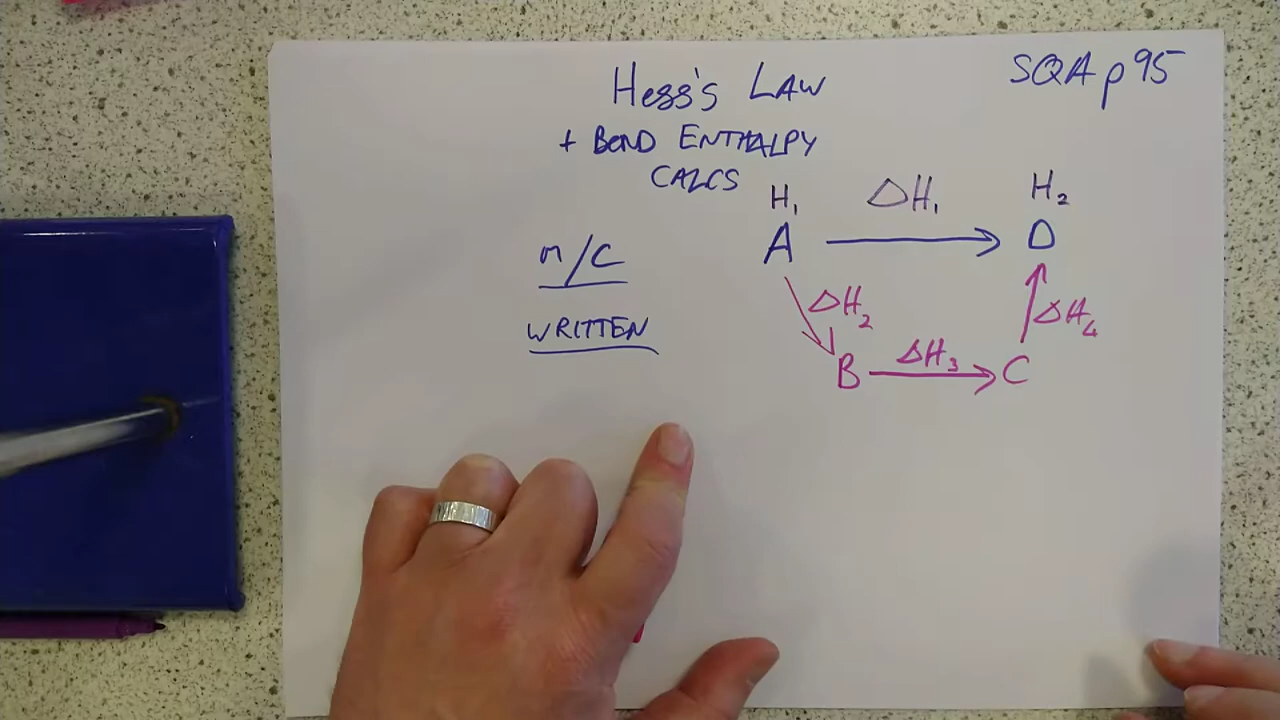 Hess's LAW
SQA p95
+ BOND ENTHALPY
CALCS
H₁ ΔH₁ H₂
A D
m/C
ΔH₂ ΔH₄
WRITTEN
ΔH₃
B C